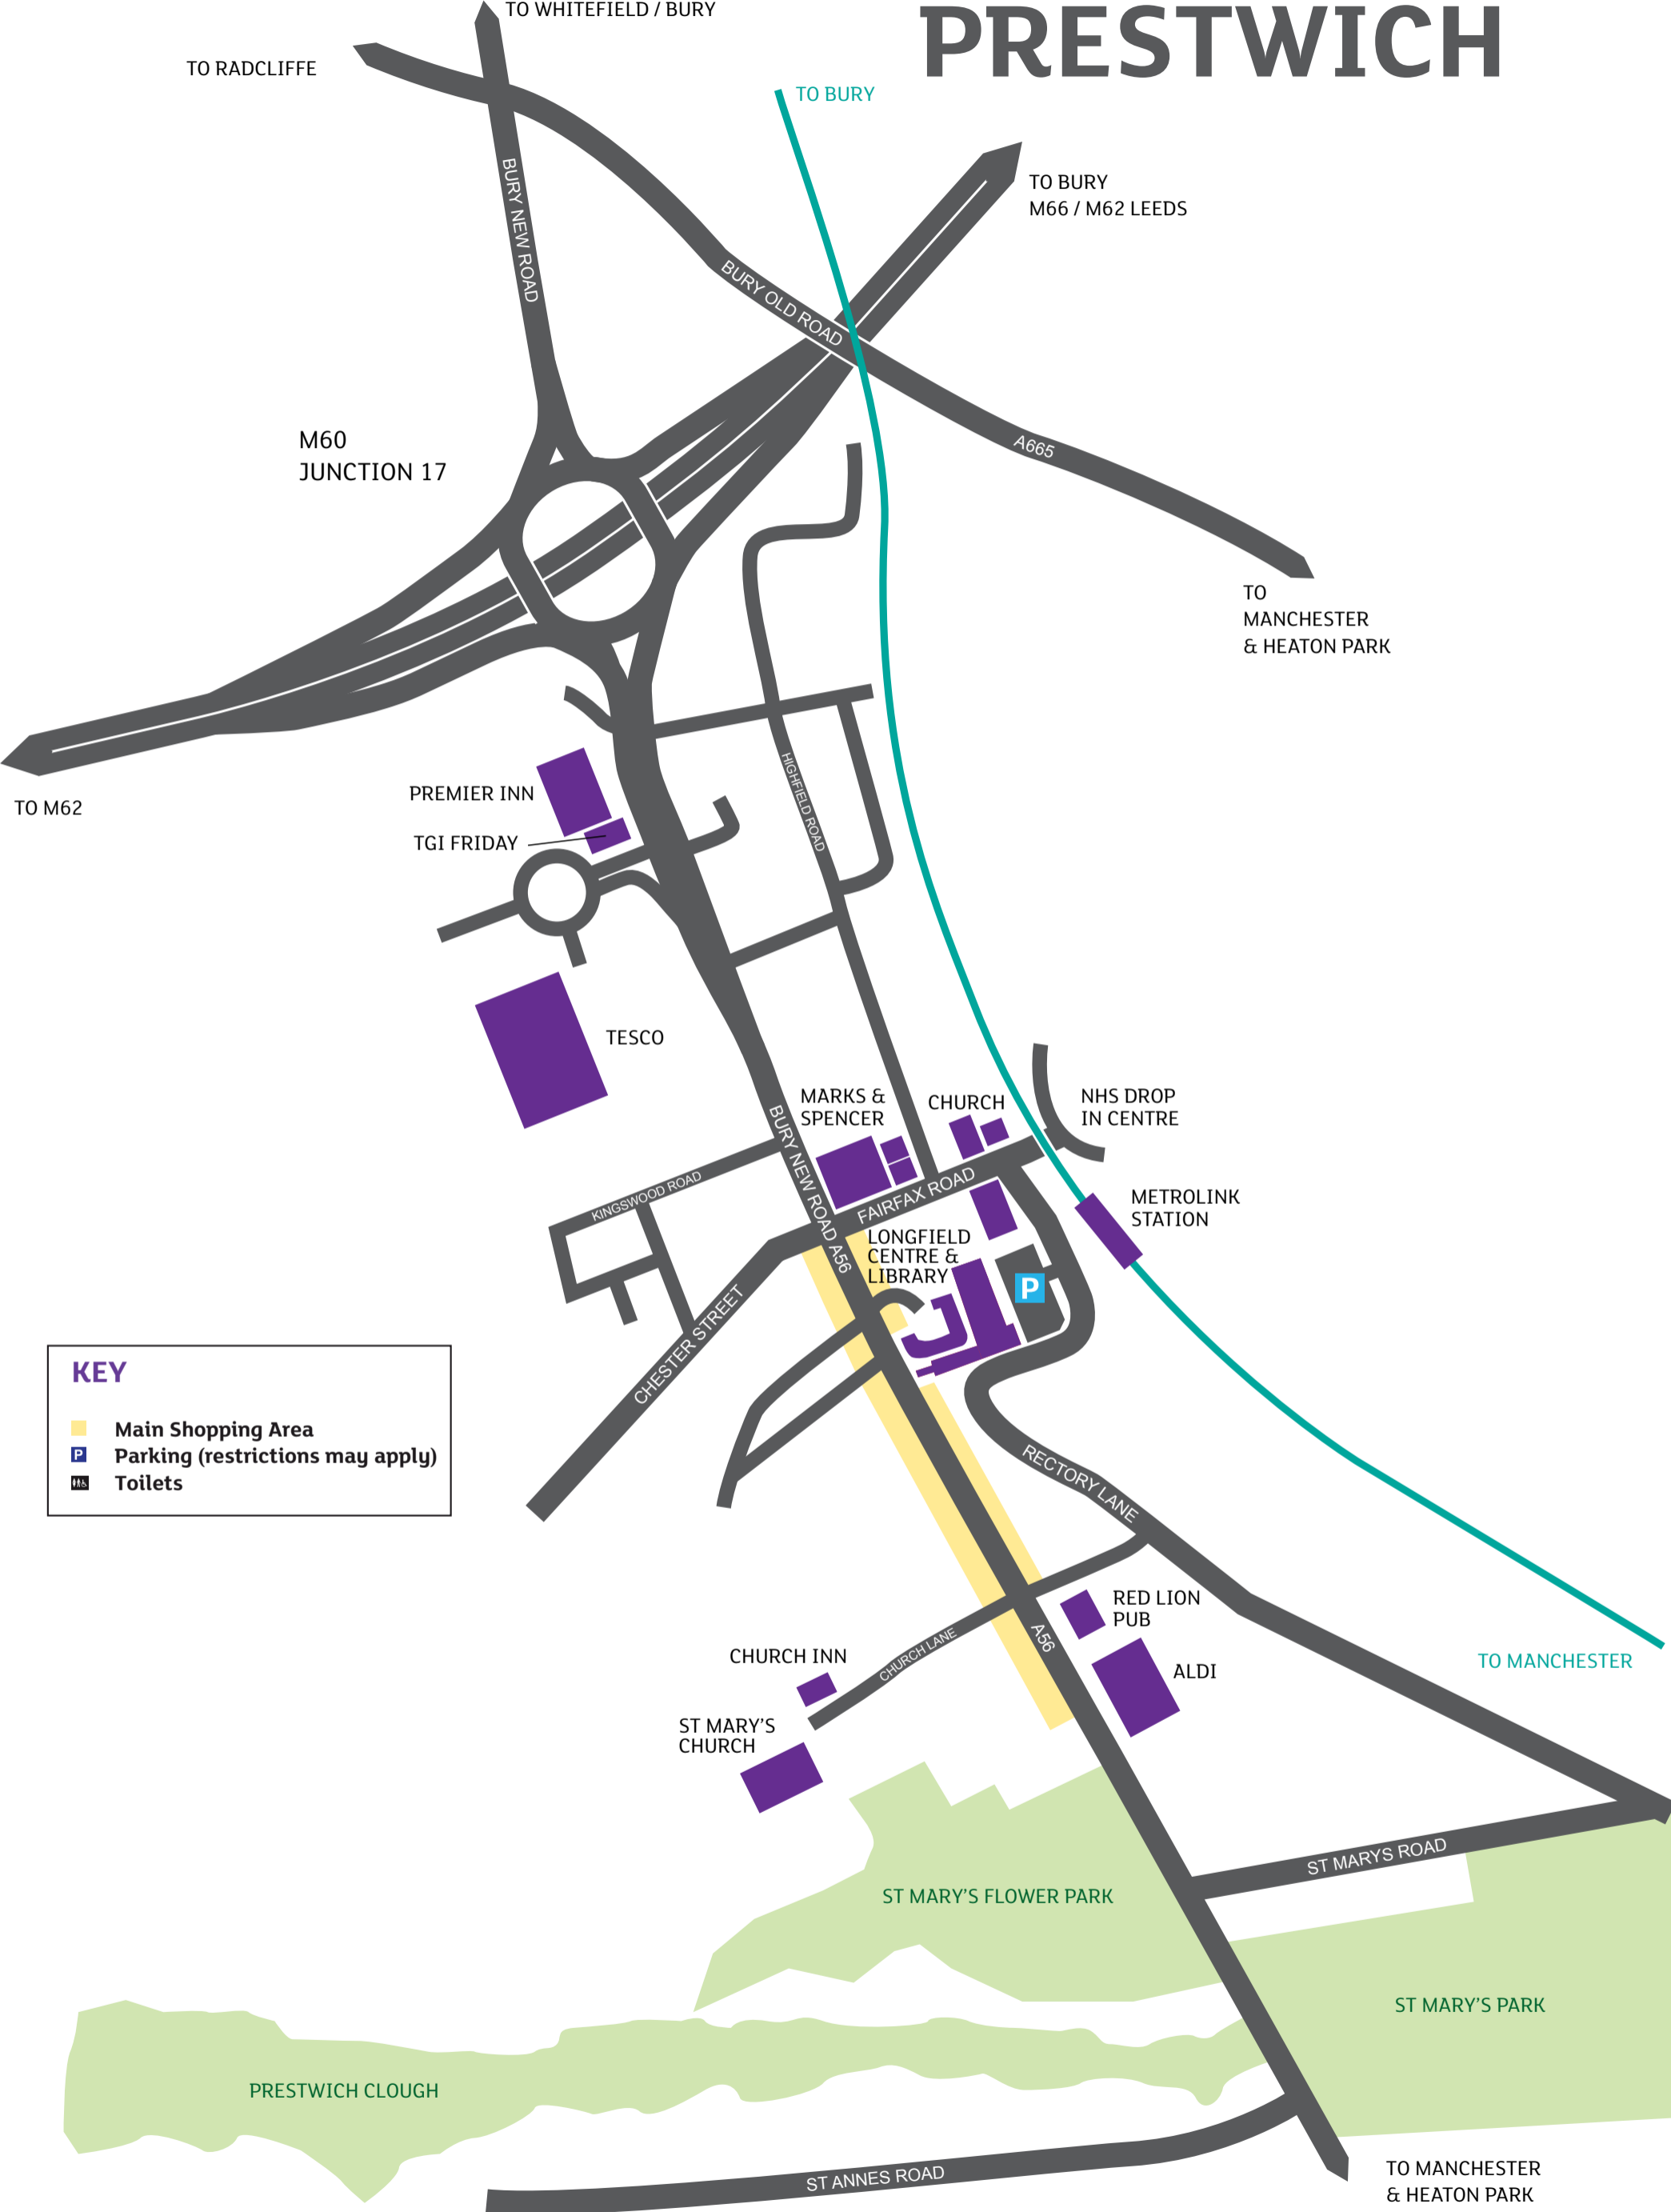 TO WHITEFIELD / BURY
PRESTWICH
TO RADCLIFFE
TO BURY
BURY NEW ROAD
TO BURY
M66 / M62 LEEDS
BURY OLD ROAD
A665
M60
JUNCTION 17
TO
MANCHESTER
& HEATON PARK
TO M62
PREMIER INN
TGI FRIDAY
HIGHFIELD ROAD
TESCO
MARKS &
SPENCER
CHURCH
NHS DROP
IN CENTRE
BURY NEW ROAD A56
KINGSWOOD ROAD
FAIRFAX ROAD
METROLINK
STATION
LONGFIELD
CENTRE &
LIBRARY
P
CHESTER STREET
KEY
Main Shopping Area
P Parking (restrictions may apply)
Toilets
RECTORY LANE
RED LION
PUB
A56
CHURCH LANE
CHURCH INN
ALDI
TO MANCHESTER
ST MARY'S
CHURCH
ST MARYS ROAD
ST MARY'S FLOWER PARK
ST MARY'S PARK
PRESTWICH CLOUGH
ST ANNES ROAD
TO MANCHESTER
& HEATON PARK